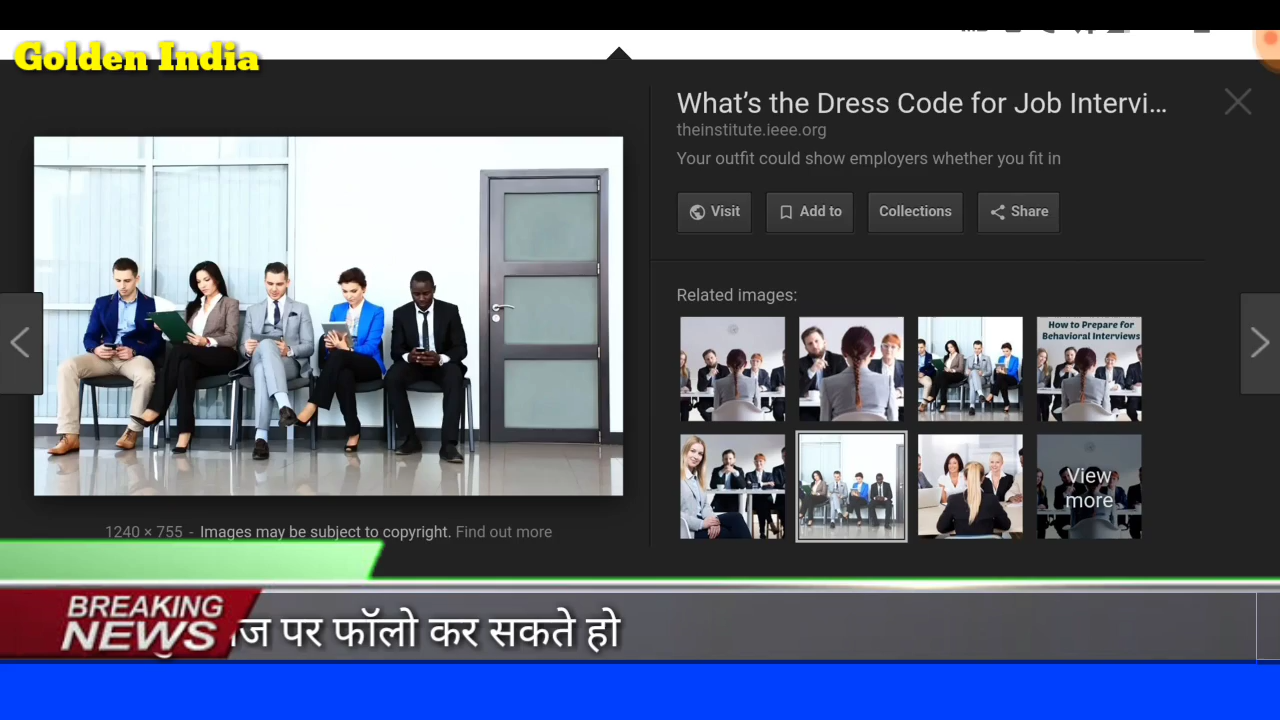 Golden India
What's the Dress Code for Job Intervi...
theinstitute.ieee.org
Your outfit could show employers whether you fit in
Visit
Add to
Collections
Share
Related images:
How to Prepare for
Behavioral Interviews
View
more
1240 × 755 - Images may be subject to copyright. Find out more
BREAKING
NEWS
पर फॉलो कर सकते हो